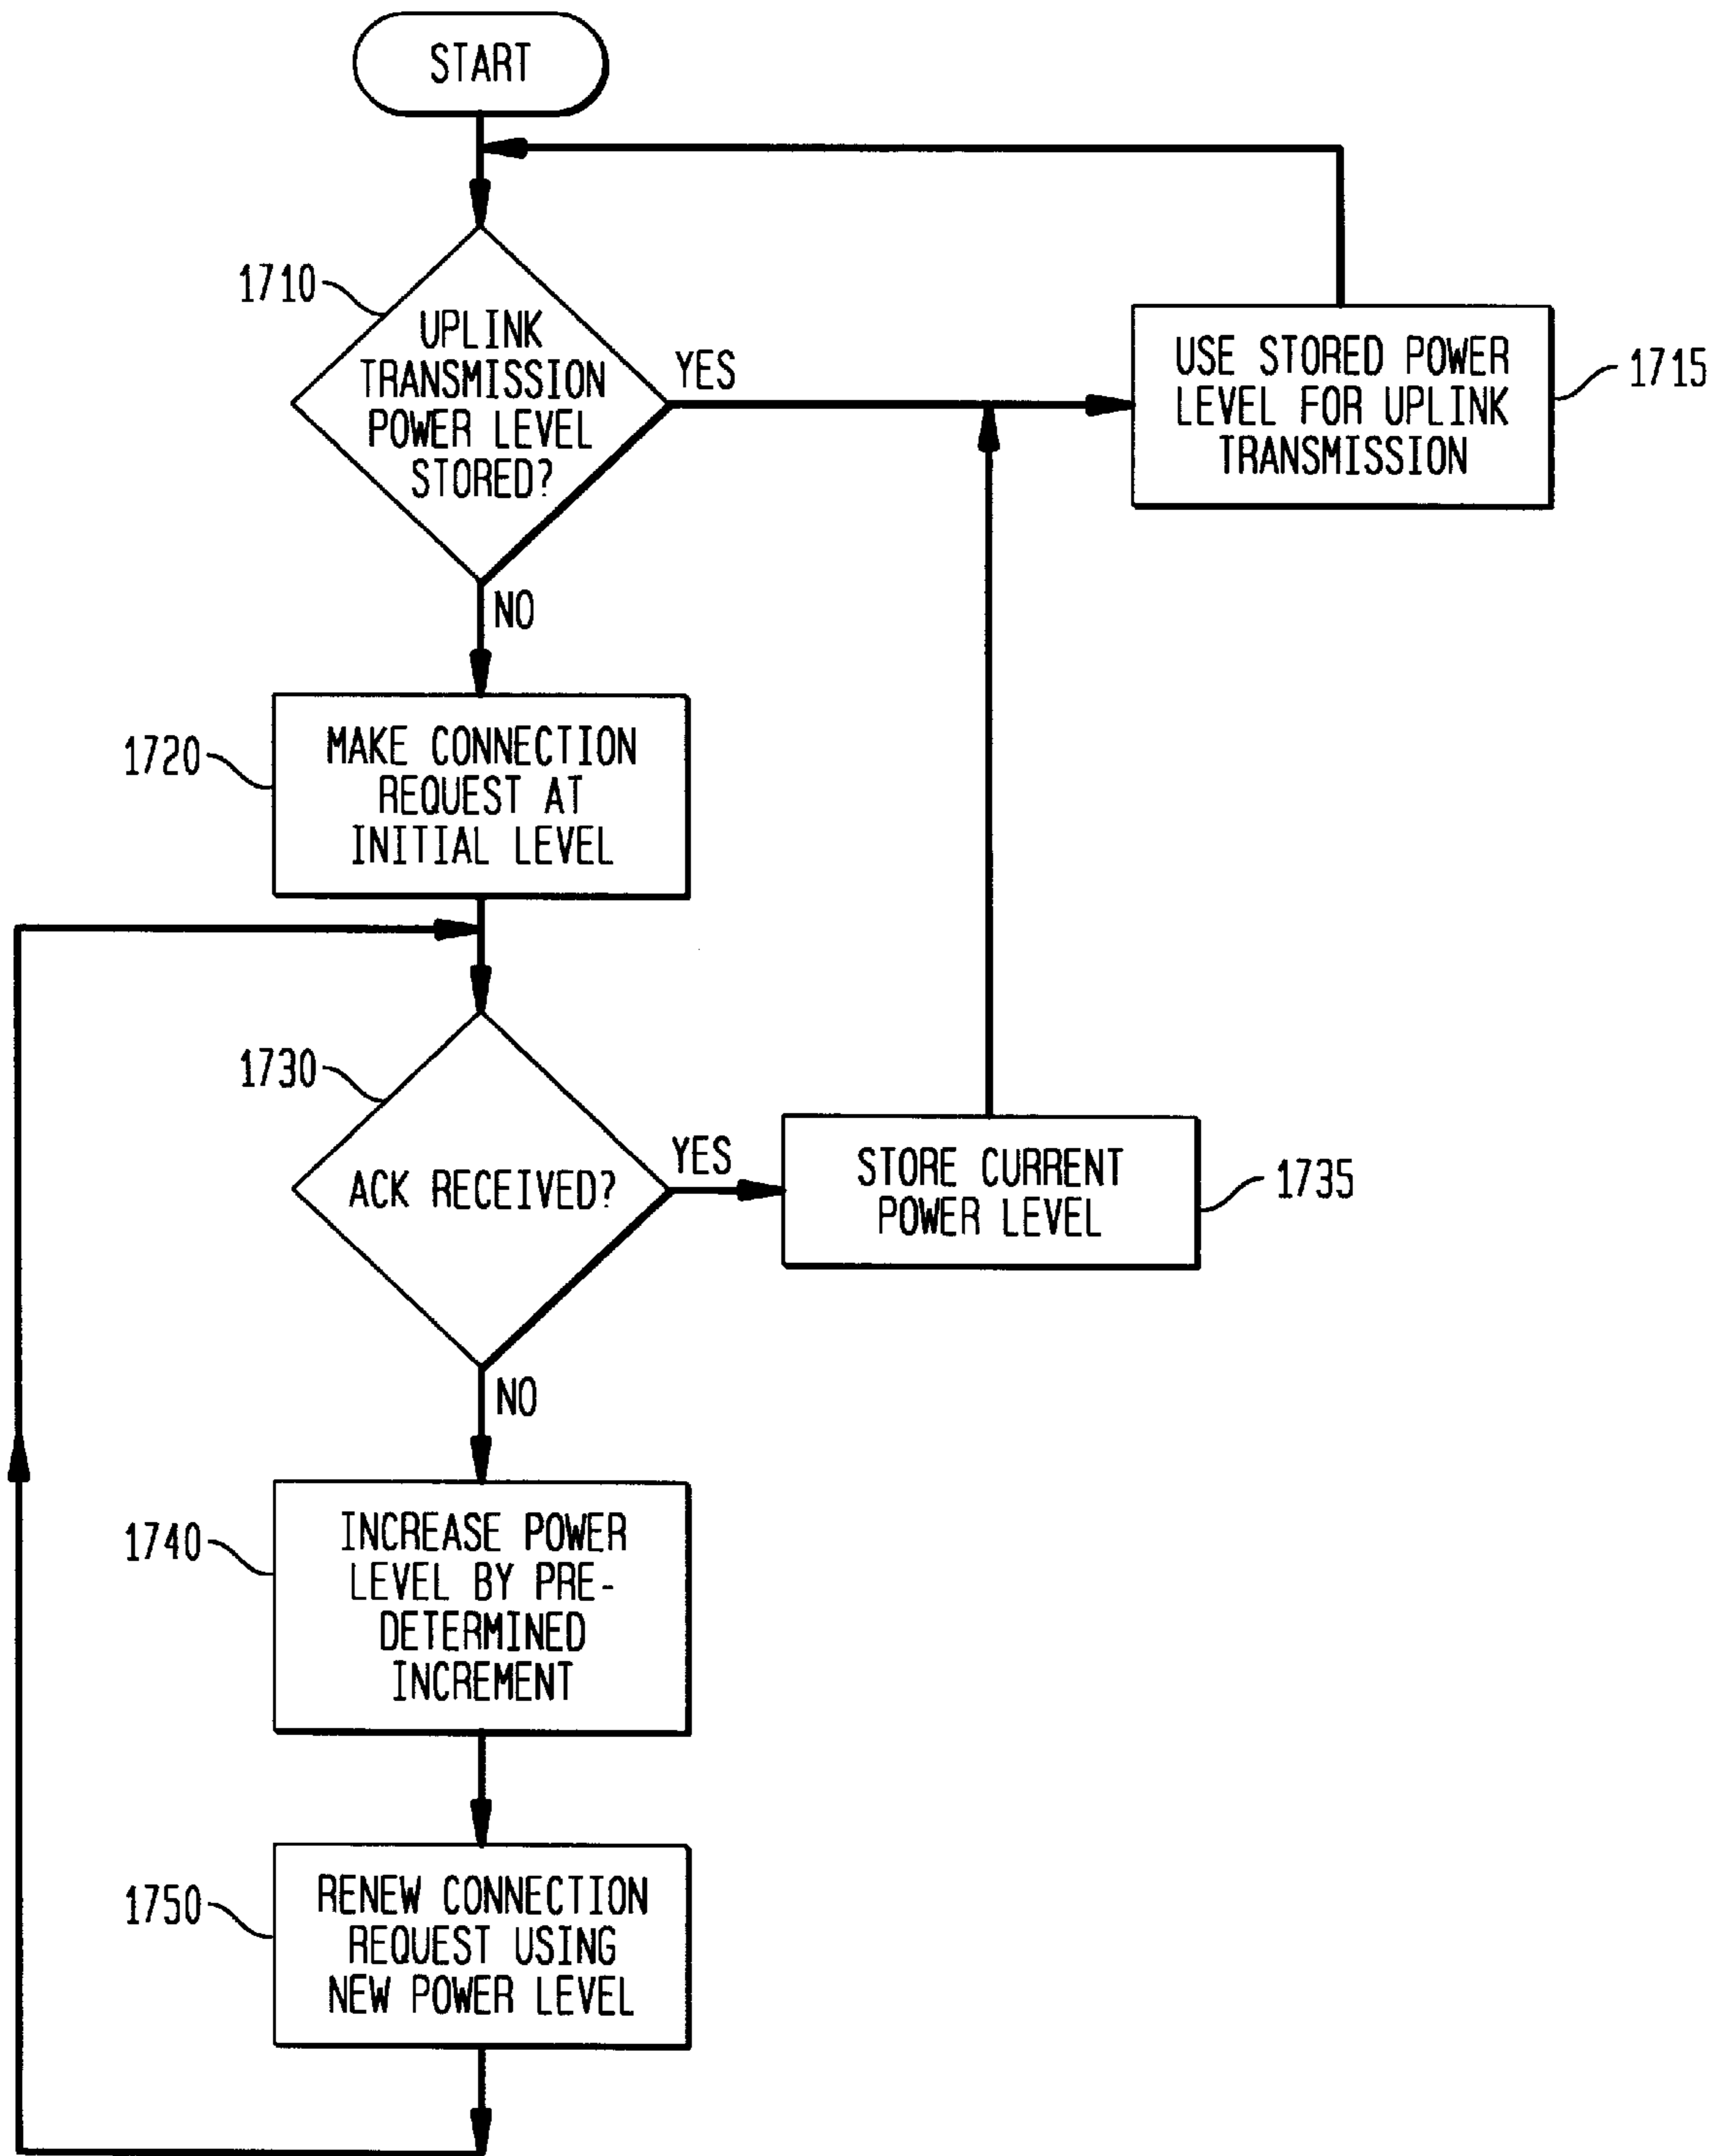 START
1710
UPLINK
TRANSMISSION
POWER LEVEL
STORED?
YES
USE STORED POWER
LEVEL FOR UPLINK
TRANSMISSION
1715
NO
1720
MAKE CONNECTION
REQUEST AT
INITIAL LEVEL
1730
ACK RECEIVED?
YES
STORE CURRENT
POWER LEVEL
1735
NO
1740
INCREASE POWER
LEVEL BY PRE-
DETERMINED
INCREMENT
1750
RENEW CONNECTION
REQUEST USING
NEW POWER LEVEL